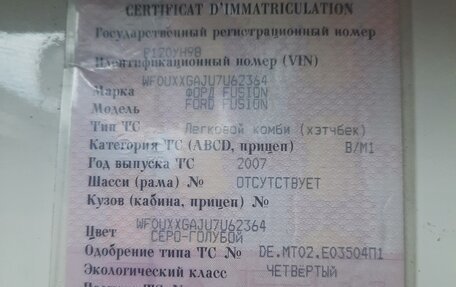 CERTIFICAT D'IMMATRICULATION
Государственный регистрационный номер
Идентификационный номер (VIN)
WF0UXXGAJU7U62364
Марка ФОРД FUSION
Модель FORD FUSION
Тип ТС Легковой комби (хэтчбек)
Категория ТС (ABCD, прицеп) B/M1
Год выпуска ТС 2007
Шасси (рама) № ОТСУТСТВУЕТ
Кузов (кабина, прицеп) №
WF0UXXGAJU7U62364
Цвет СЕРО-ГОЛУБОЙ
Одобрение типа ТС № DE.MT02.E03504П1
Экологический класс ЧЕТВЁРТЫЙ